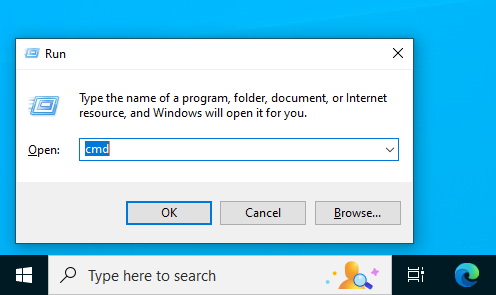 Run
Type the name of a program, folder, document, or Internet
resource, and Windows will open it for you.
Open: cmd
OK Cancel Browse...
Type here to search